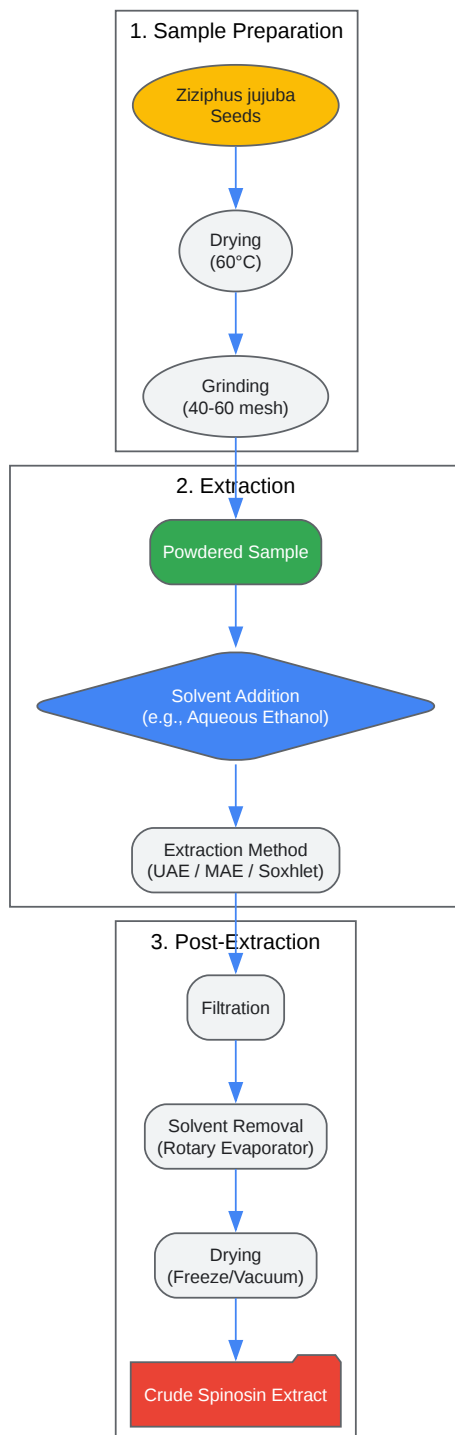 1. Sample Preparation
Ziziphus jujuba
Seeds
Drying
(60°C)
Grinding
(40-60 mesh)
2. Extraction
Powdered Sample
Solvent Addition
(e.g., Aqueous Ethanol)
Extraction Method
(UAE / MAE / Soxhlet)
3. Post-Extraction
Filtration
Solvent Removal
(Rotary Evaporator)
Drying
(Freeze/Vacuum)
Crude Spinosin Extract